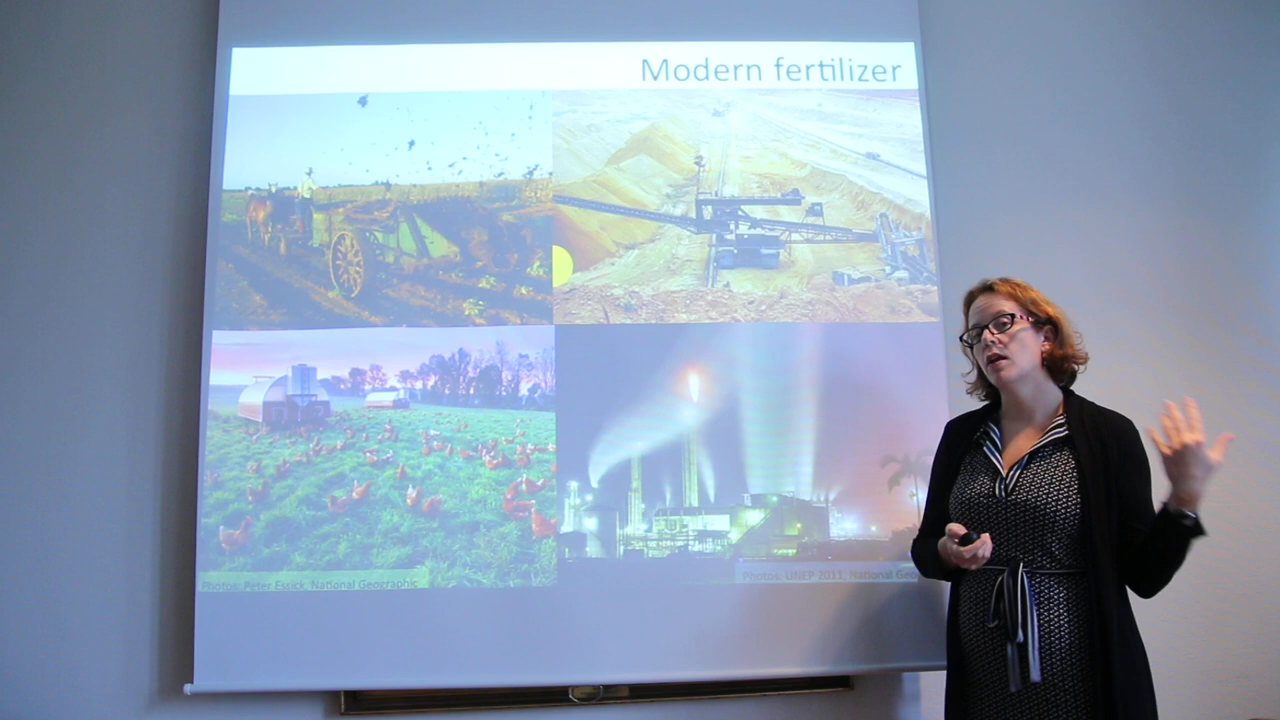 Modern fertilizer
Photos: Peter Essick, National Geographic
Photos: UNEP 2011, National Geo